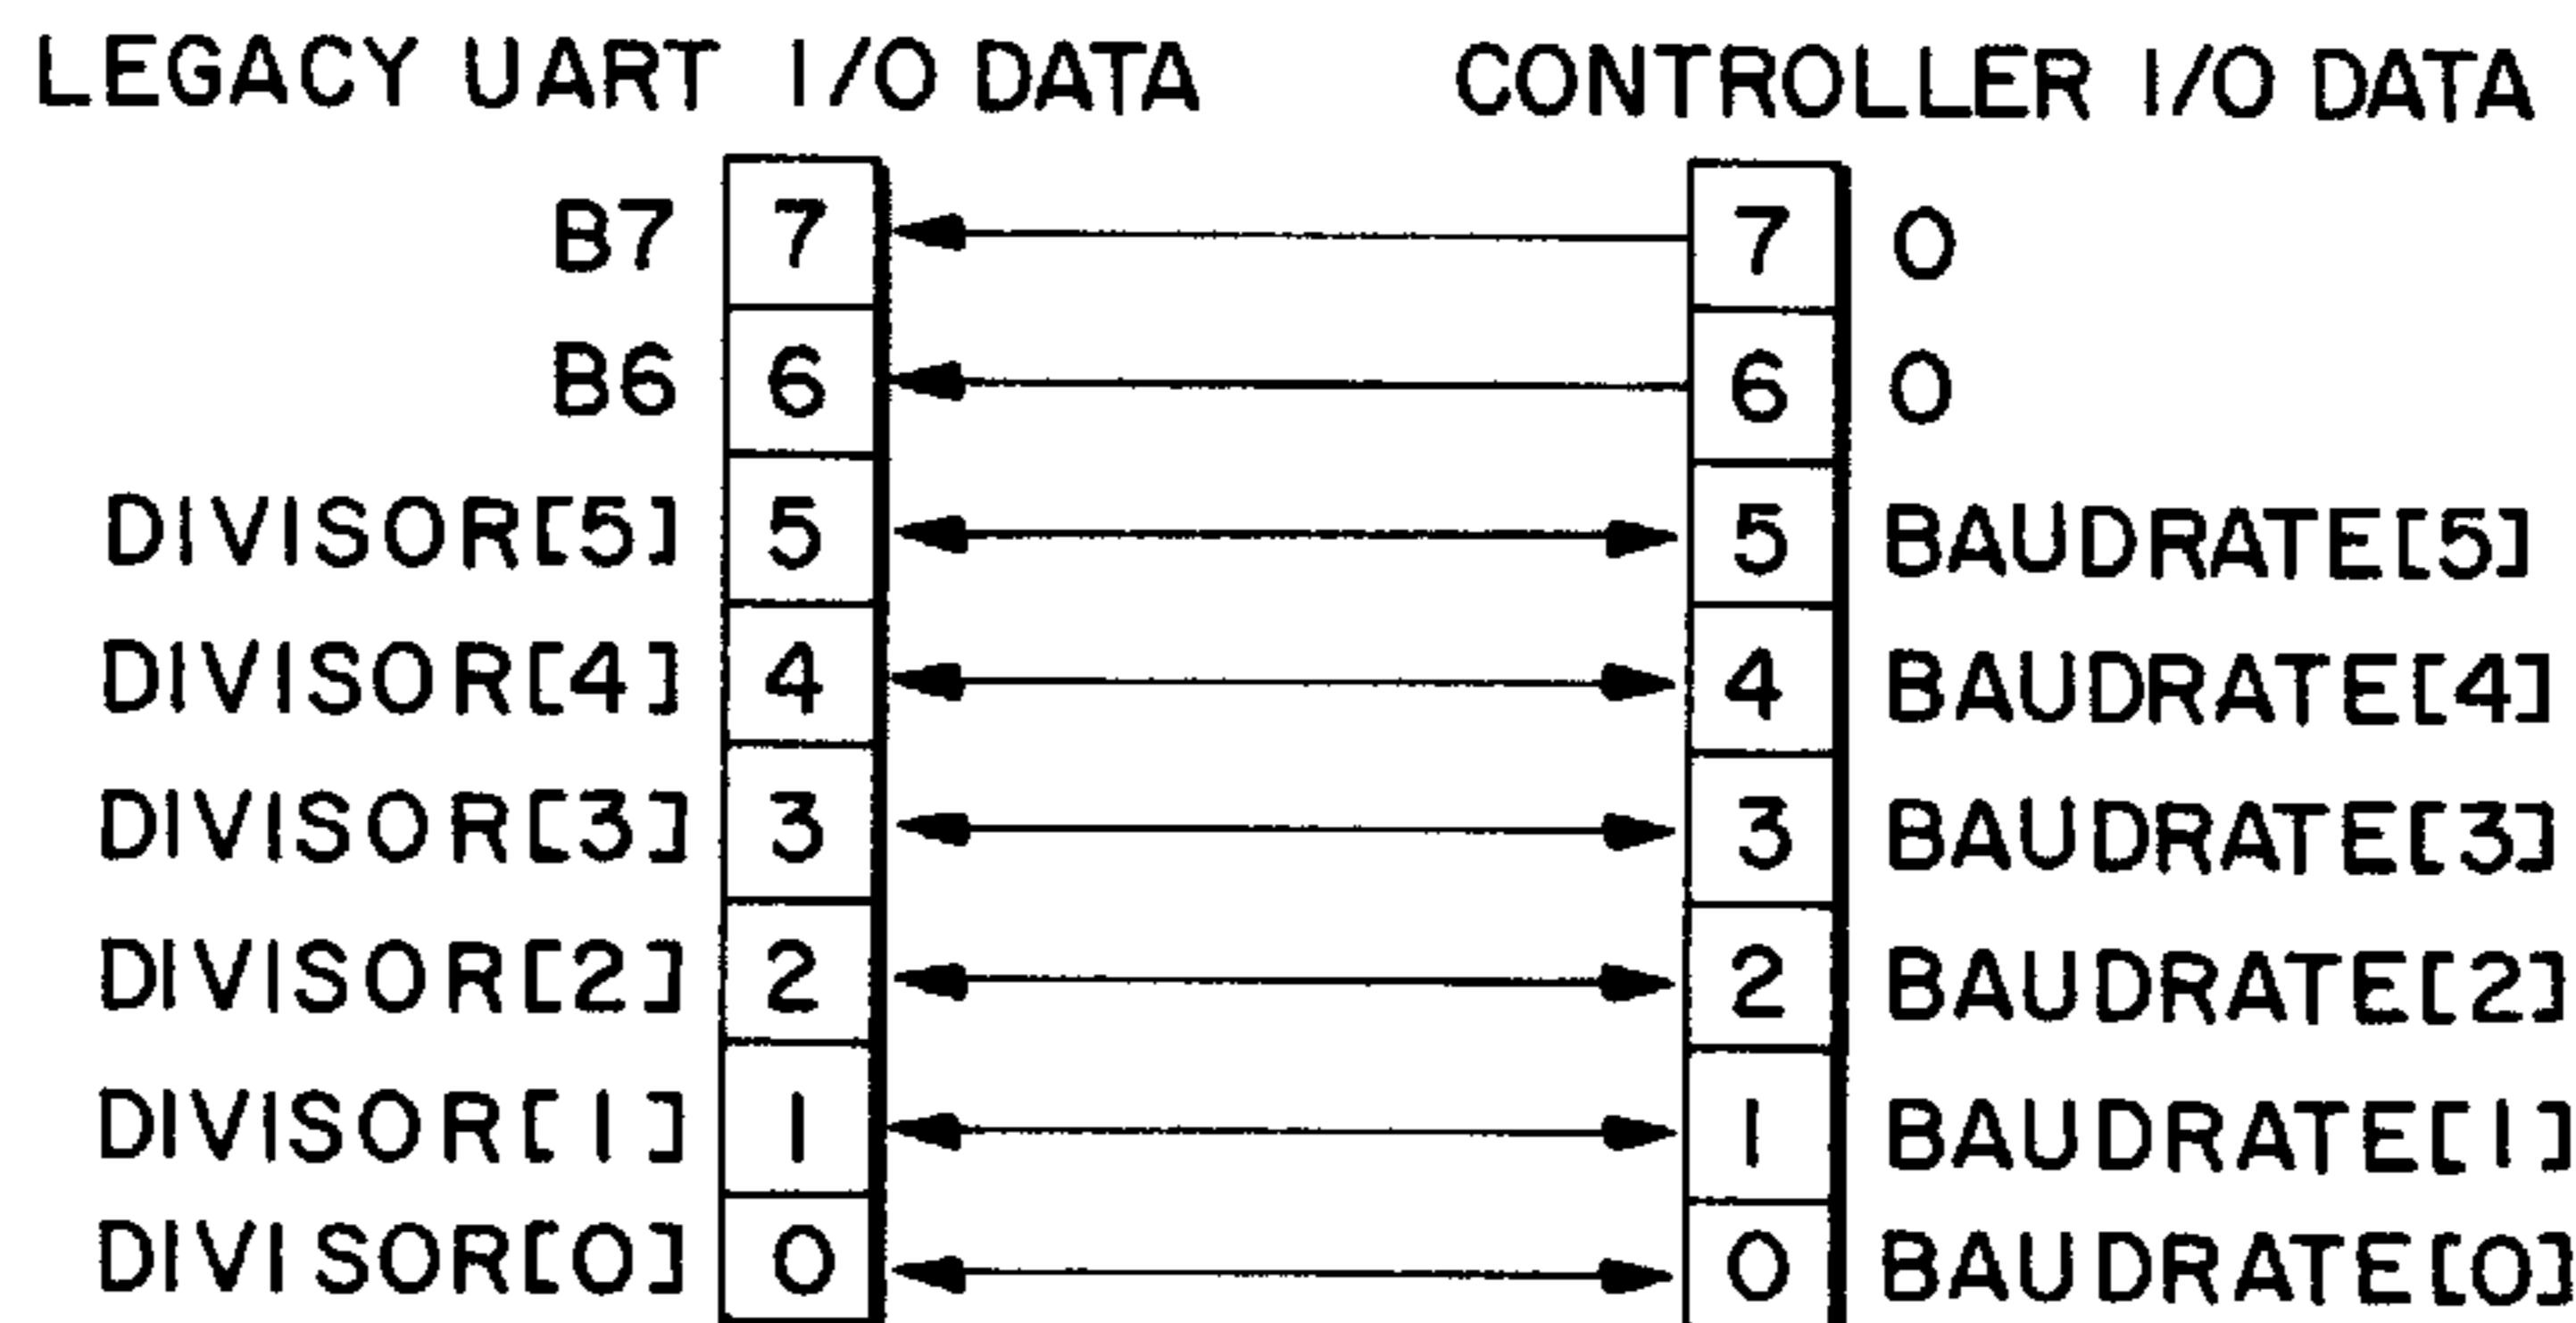 LEGACY UART I/O DATA CONTROLLER I/O DATA
B7 7 7 0
B6 6 6 0
DIVISOR[5] 5 5 BAUDRATE[5]
DIVISOR[4] 4 4 BAUDRATE[4]
DIVISOR[3] 3 3 BAUDRATE[3]
DIVISOR[2] 2 2 BAUDRATE[2]
DIVISOR[1] 1 1 BAUDRATE[1]
DIVISOR[0] 0 0 BAUDRATE[0]